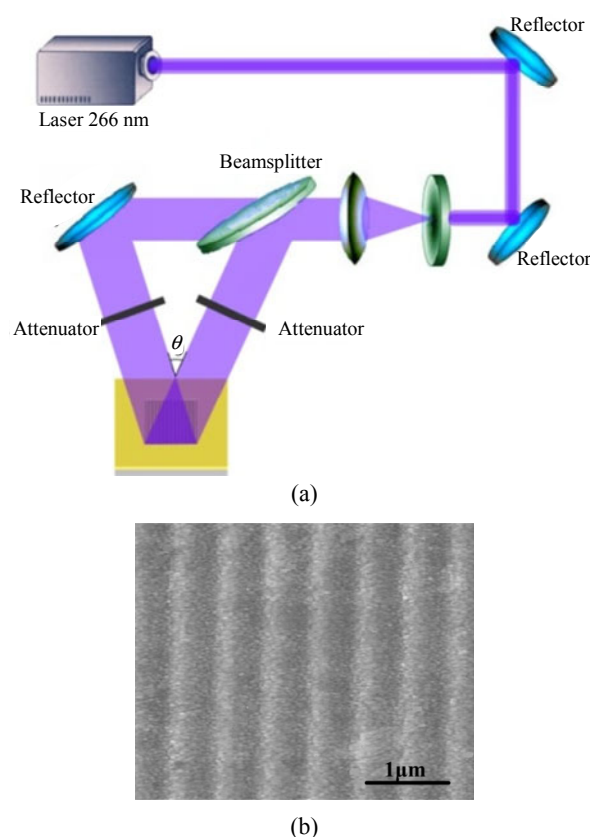 Reflector
Laser 266 nm
Beamsplitter
Reflector
Reflector
Attenuator
θ
Attenuator
(a)
1μm
(b)